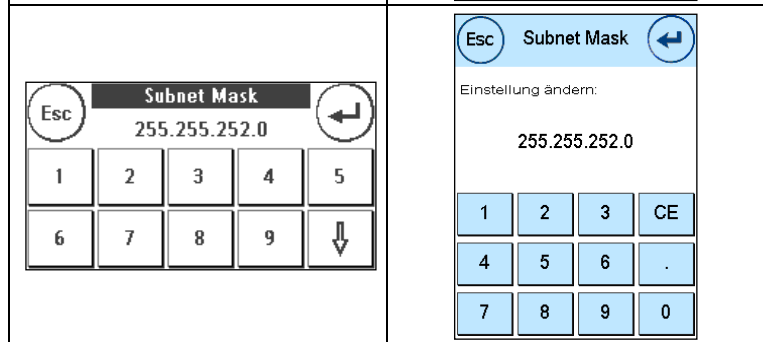 Esc Subnet Mask
255.255.252.0
1 2 3 4 5
6 7 8 9
Esc Subnet Mask
Einstellung ändern:
255.255.252.0
1 2 3 CE
4 5 6 .
7 8 9 0